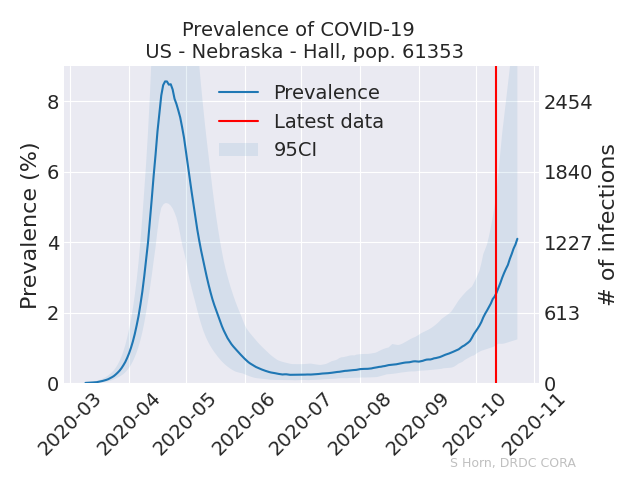 Prevalence of COVID-19
US - Nebraska - Hall, pop. 61353
Prevalence
Latest data
95CI
Prevalence (%)
8
6
4
2
0
2454
1840
1227
613
0
# of infections
2020-03
2020-04
2020-05
2020-06
2020-07
2020-08
2020-09
2020-10
2020-11
S Horn, DRDC CORA